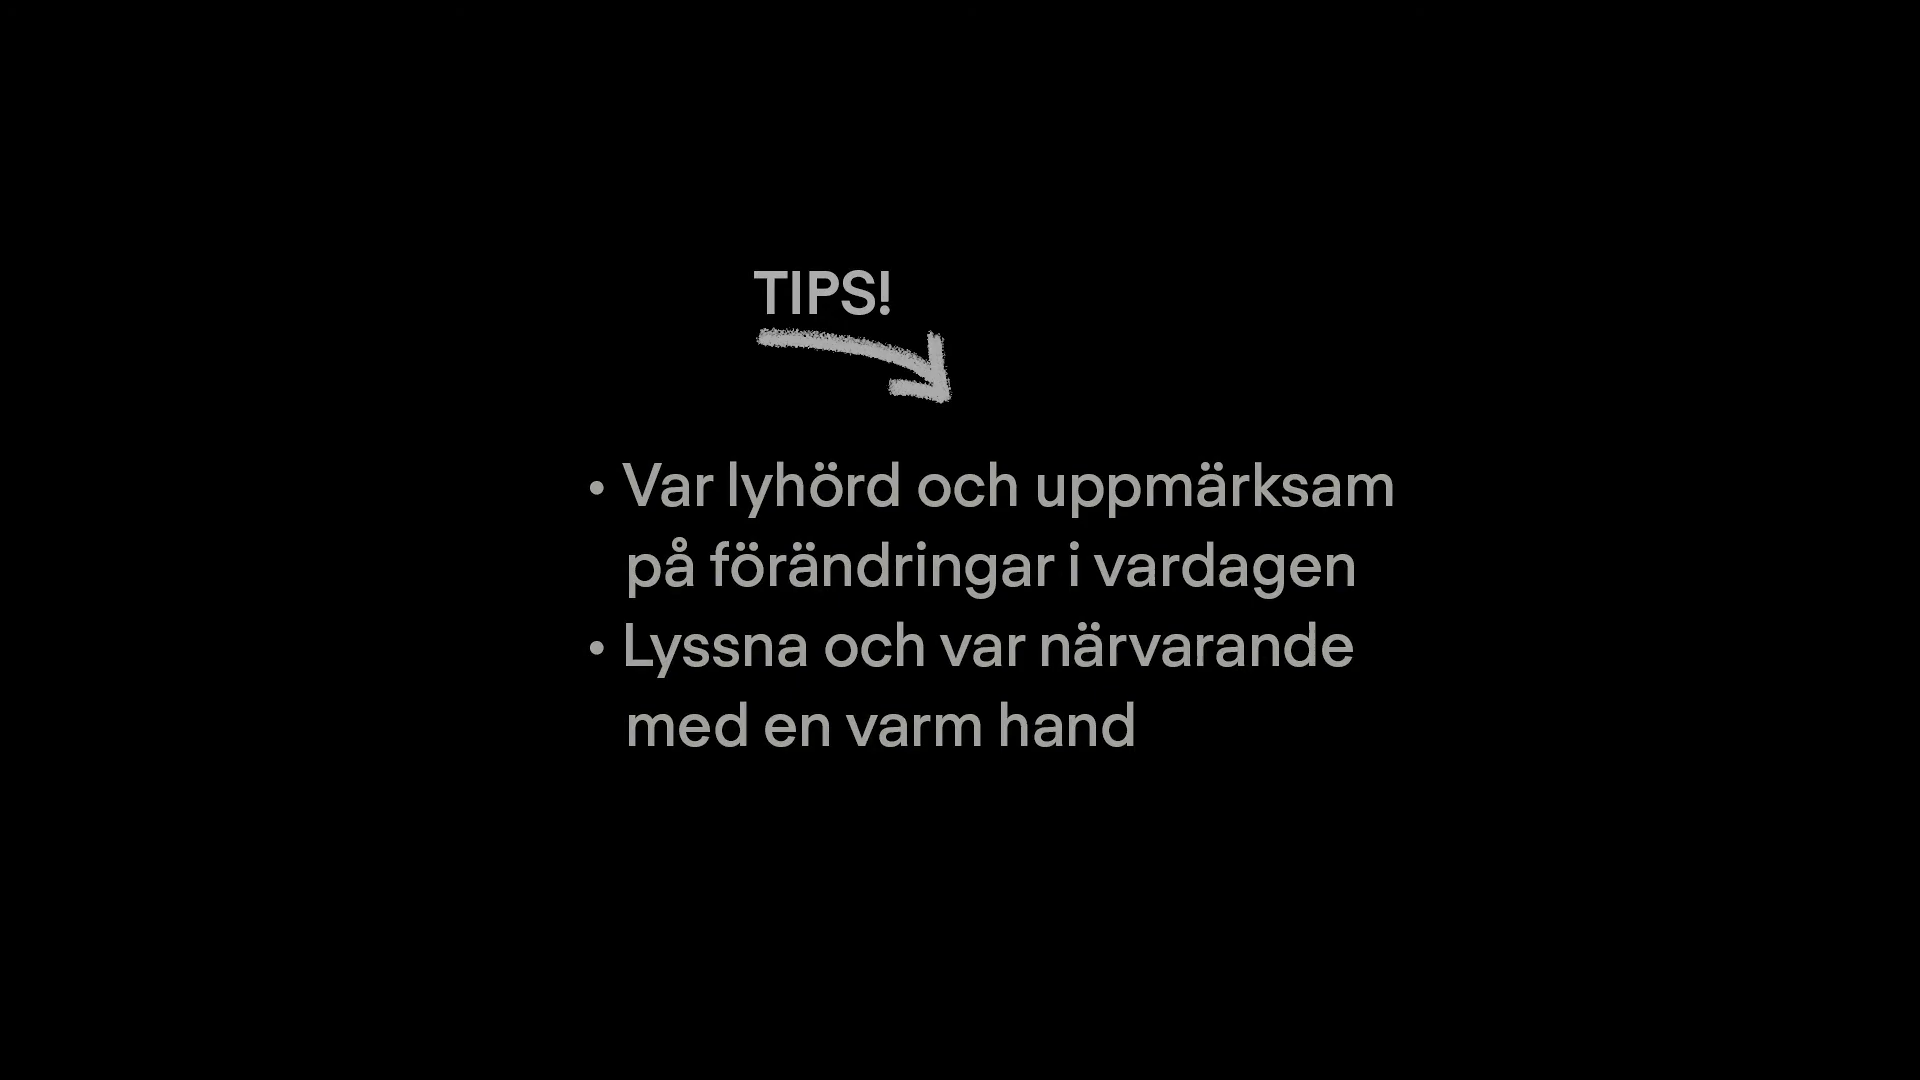 TIPS!
• Var lyhörd och uppmärksam
på förändringar i vardagen
• Lyssna och var närvarande
med en varm hand